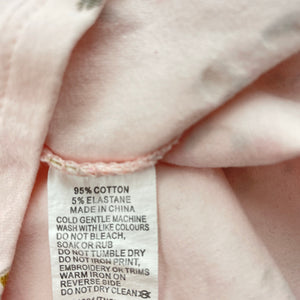 95% COTTON
5% ELASTANE
MADE IN CHINA
COLD GENTLE MACHINE
WASH WITH LIKE COLOURS
DO NOT BLEACH,
SOAK OR RUB
DO NOT TUMBLE DRY
DO NOT IRON PRINT,
EMBROIDERY OR TRIMS
WARM IRON ON
REVERSE SIDE
DO NOT DRY CLEAN